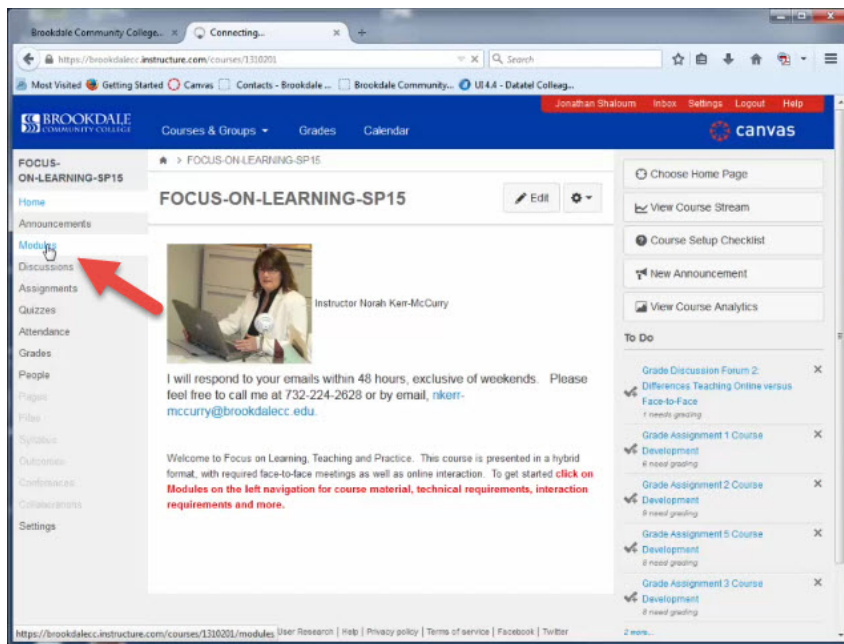 Brookdale Community College... ×
Connecting... ×
https://brookdalecc.instructure.com/courses/1310201
Search
Most Visited Getting Started Canvas Contacts - Brookdale ... Brookdale Community... UI 4.4 - Datatel Colleag...
Jonathan Shaloum Inbox Settings Logout Help
BROOKDALE
COMMUNITY COLLEGE
Courses & Groups Grades Calendar
canvas
FOCUS-
ON-LEARNING-SP15
Home
Announcements
Modules
Discussions
Assignments
Quizzes
Attendance
Grades
People
Pages
Files
Syllabus
Outcomes
Conferences
Collaborations
Settings
> FOCUS-ON-LEARNING-SP15
FOCUS-ON-LEARNING-SP15
Edit
Instructor Norah Kerr-McCurry
I will respond to your emails within 48 hours, exclusive of weekends. Please
feel free to call me at 732-224-2628 or by email, nkerr-
mccurry@brookdalecc.edu.
Welcome to Focus on Learning, Teaching and Practice. This course is presented in a hybrid
format, with required face-to-face meetings as well as online interaction. To get started click on
Modules on the left navigation for course material, technical requirements, interaction
requirements and more.
Choose Home Page
View Course Stream
Course Setup Checklist
New Announcement
View Course Analytics
To Do
Grade Discussion Forum 2:
Differences Teaching Online versus
Face-to-Face
1 needs grading
Grade Assignment 1 Course
Development
6 need grading
Grade Assignment 2 Course
Development
8 need grading
Grade Assignment 5 Course
Development
8 need grading
Grade Assignment 3 Course
Development
8 need grading
2 more...
https://brookdalecc.instructure.com/courses/1310201/modules
User Research | Help | Privacy policy | Terms of service | Facebook | Twitter